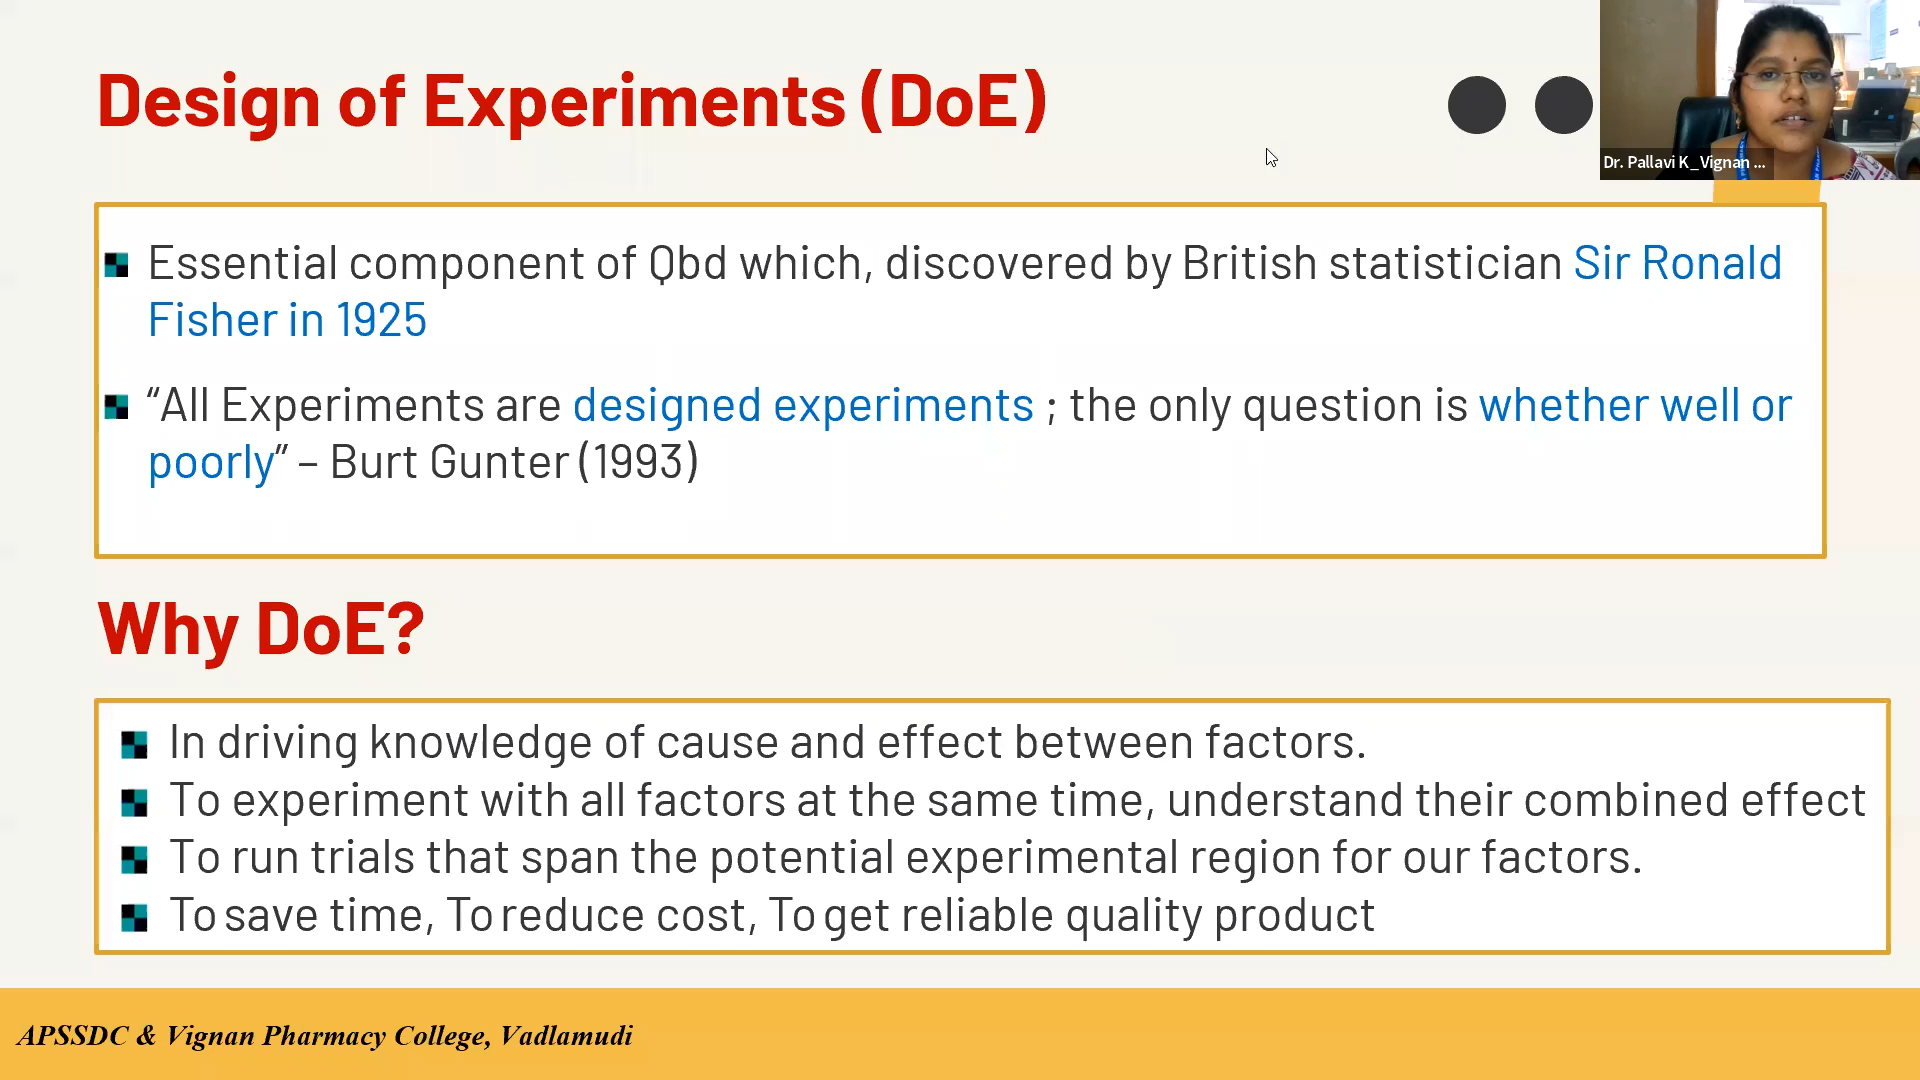 Design of Experiments (DoE)
Dr. Pallavi K_Vignan ...
Essential component of Qbd which, discovered by British statistician Sir Ronald
Fisher in 1925
“All Experiments are designed experiments ; the only question is whether well or
poorly” – Burt Gunter (1993)
Why DoE?
In driving knowledge of cause and effect between factors.
To experiment with all factors at the same time, understand their combined effect
To run trials that span the potential experimental region for our factors.
To save time, To reduce cost, To get reliable quality product
APSSDC & Vignan Pharmacy College, Vadlamudi